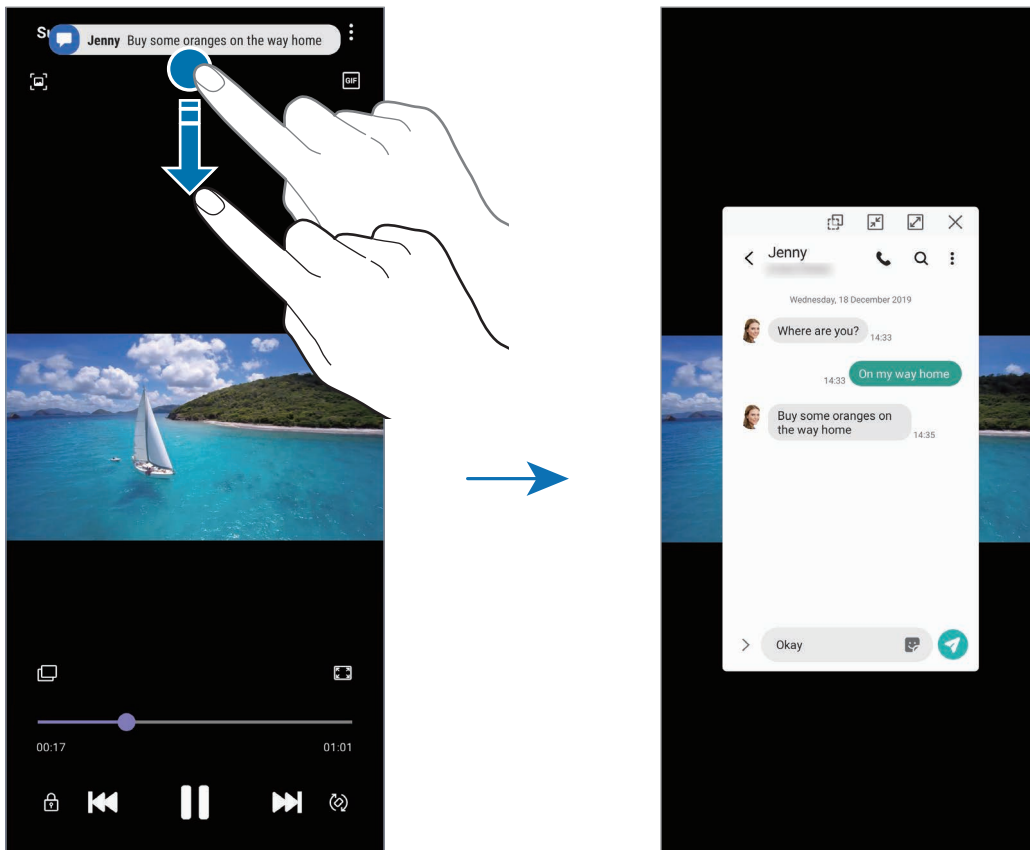 Jenny Buy some oranges on the way home
GIF
00:17
01:01
Jenny
Wednesday, 18 December 2019
Where are you?
14:33
14:33
On my way home
Buy some oranges on
the way home
14:35
Okay